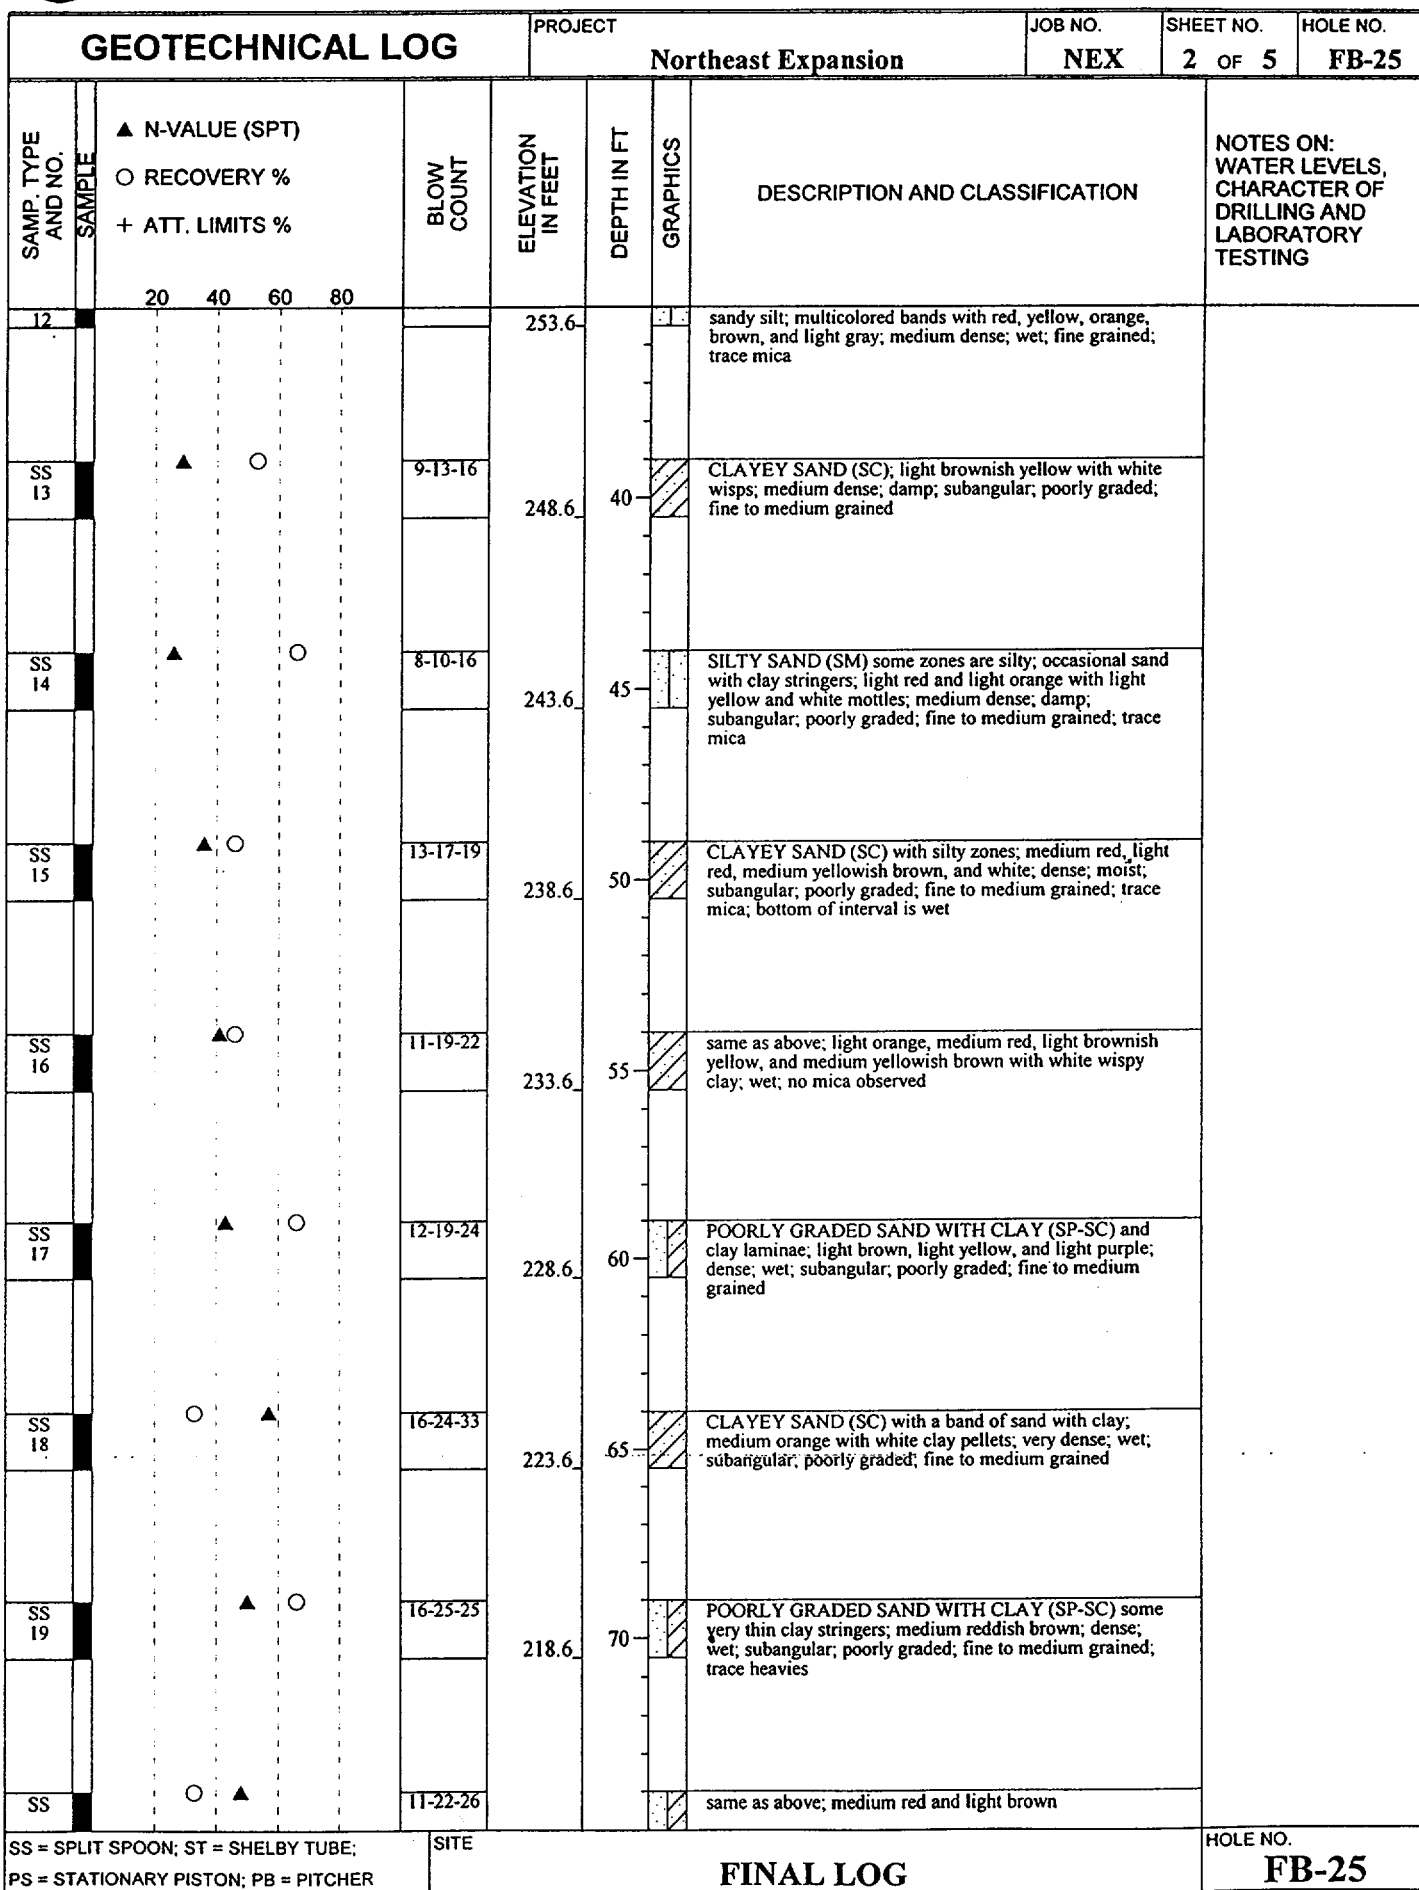 GEOTECHNICAL LOG
PROJECT
Northeast Expansion
JOB NO.
NEX
SHEET NO.
2 OF 5
HOLE NO.
FB-25
SAMP. TYPE
AND NO.
SAMPLE
▲ N-VALUE (SPT)
○ RECOVERY %
+ ATT. LIMITS %
20 40 60 80
BLOW
COUNT
ELEVATION
IN FEET
DEPTH IN FT
GRAPHICS
DESCRIPTION AND CLASSIFICATION
NOTES ON:
WATER LEVELS,
CHARACTER OF
DRILLING AND
LABORATORY
TESTING
12
253.6
sandy silt; multicolored bands with red, yellow, orange,
brown, and light gray; medium dense; wet; fine grained;
trace mica
SS
13
9-13-16
248.6
40
CLAYEY SAND (SC); light brownish yellow with white
wisps; medium dense; damp; subangular; poorly graded;
fine to medium grained
SS
14
8-10-16
243.6
45
SILTY SAND (SM) some zones are silty; occasional sand
with clay stringers; light red and light orange with light
yellow and white mottles; medium dense; damp;
subangular; poorly graded; fine to medium grained; trace
mica
SS
15
13-17-19
238.6
50
CLAYEY SAND (SC) with silty zones; medium red, light
red, medium yellowish brown, and white; dense; moist;
subangular; poorly graded; fine to medium grained; trace
mica; bottom of interval is wet
SS
16
11-19-22
233.6
55
same as above; light orange, medium red, light brownish
yellow, and medium yellowish brown with white wispy
clay; wet; no mica observed
SS
17
12-19-24
228.6
60
POORLY GRADED SAND WITH CLAY (SP-SC) and
clay laminae; light brown, light yellow, and light purple;
dense; wet; subangular; poorly graded; fine to medium
grained
SS
18
16-24-33
223.6
65
CLAYEY SAND (SC) with a band of sand with clay;
medium orange with white clay pellets; very dense; wet;
subangular; poorly graded; fine to medium grained
SS
19
16-25-25
218.6
70
POORLY GRADED SAND WITH CLAY (SP-SC) some
very thin clay stringers; medium reddish brown; dense;
wet; subangular; poorly graded; fine to medium grained;
trace heavies
SS
11-22-26
same as above; medium red and light brown
SS = SPLIT SPOON; ST = SHELBY TUBE;
PS = STATIONARY PISTON; PB = PITCHER
SITE
FINAL LOG
HOLE NO.
FB-25